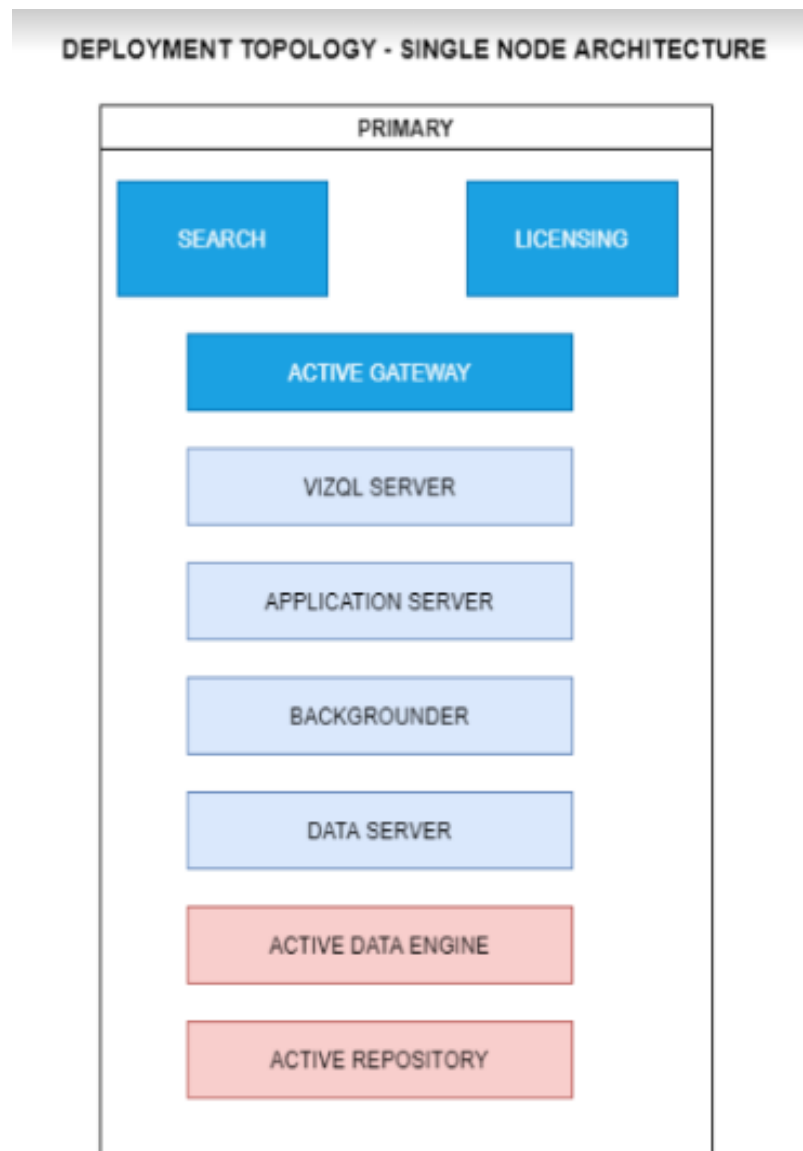 DEPLOYMENT TOPOLOGY - SINGLE NODE ARCHITECTURE
PRIMARY
SEARCH
LICENSING
ACTIVE GATEWAY
VIZQL SERVER
APPLICATION SERVER
BACKGROUNDER
DATA SERVER
ACTIVE DATA ENGINE
ACTIVE REPOSITORY